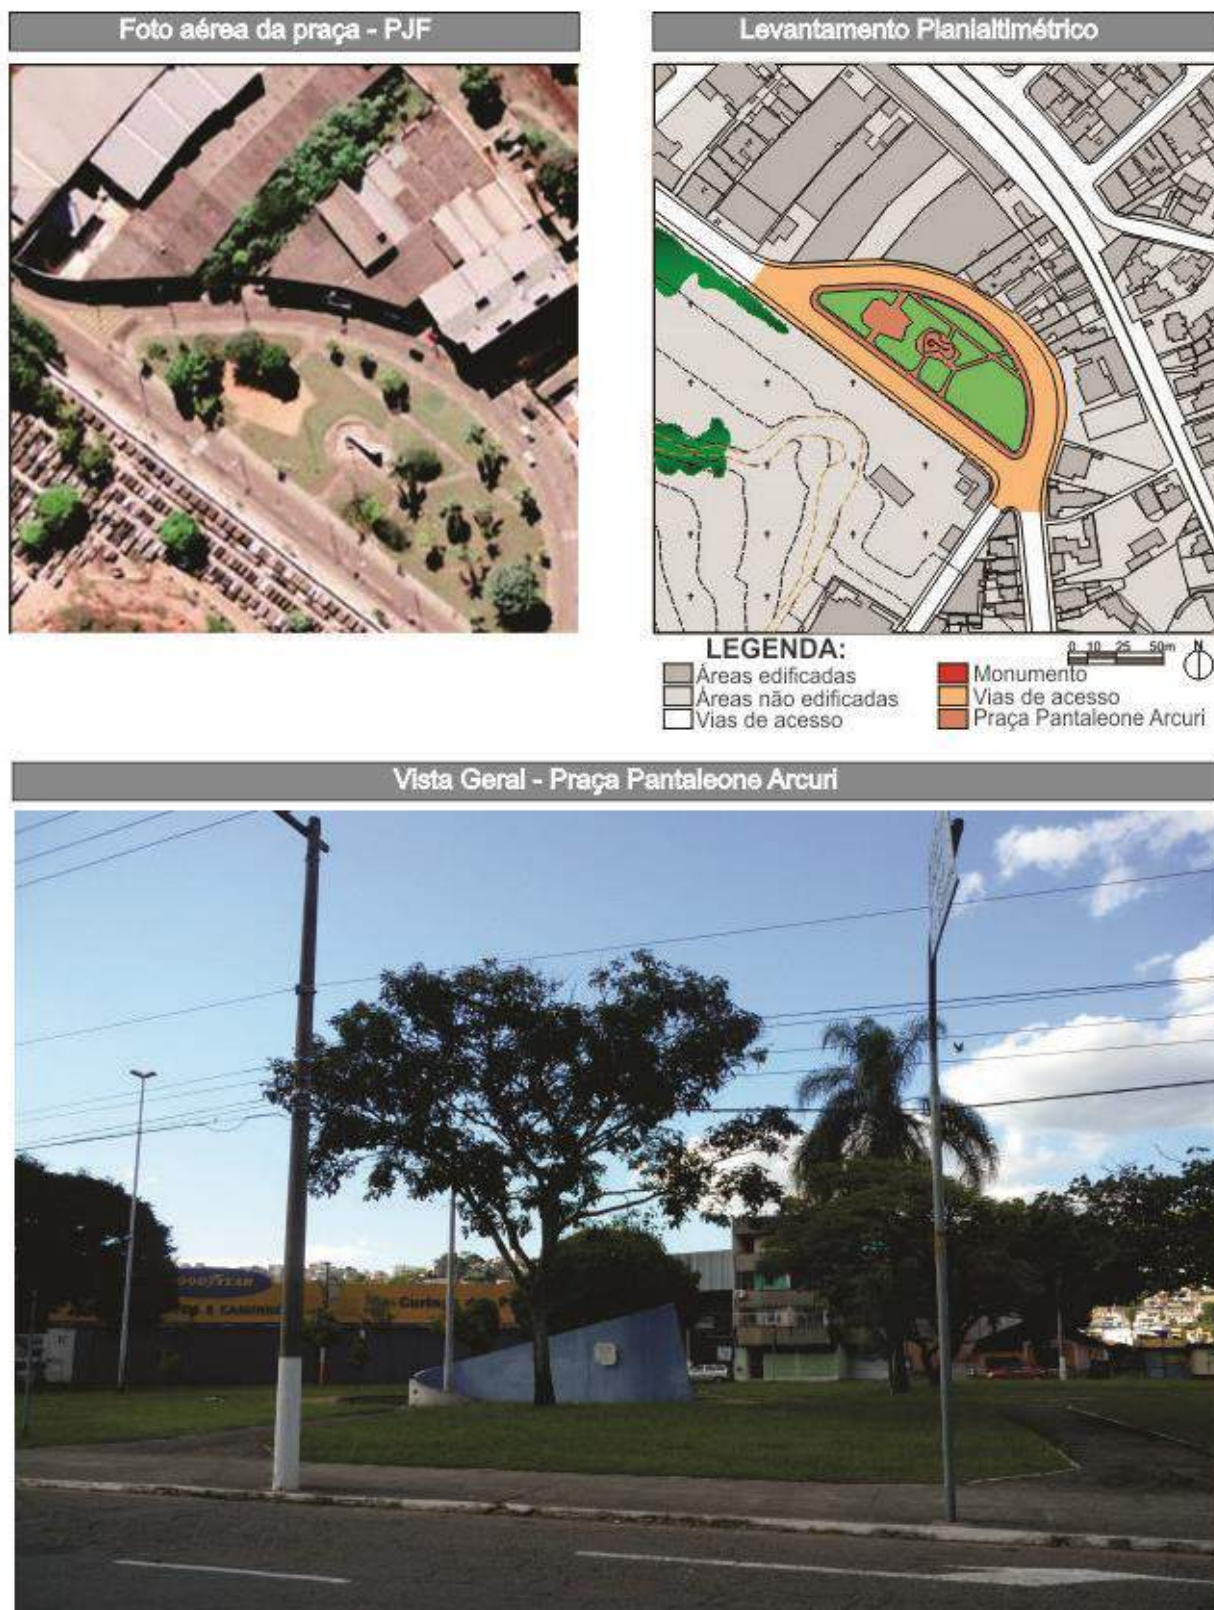 Foto aérea da praça - PJF
Levantamento Planialtimétrico
LEGENDA:
Áreas edificadas
Áreas não edificadas
Vias de acesso
0 10 25 50m
N
Monumento
Vias de acesso
Praça Pantaleone Arcuri
Vista Geral - Praça Pantaleone Arcuri
GOODYEAR